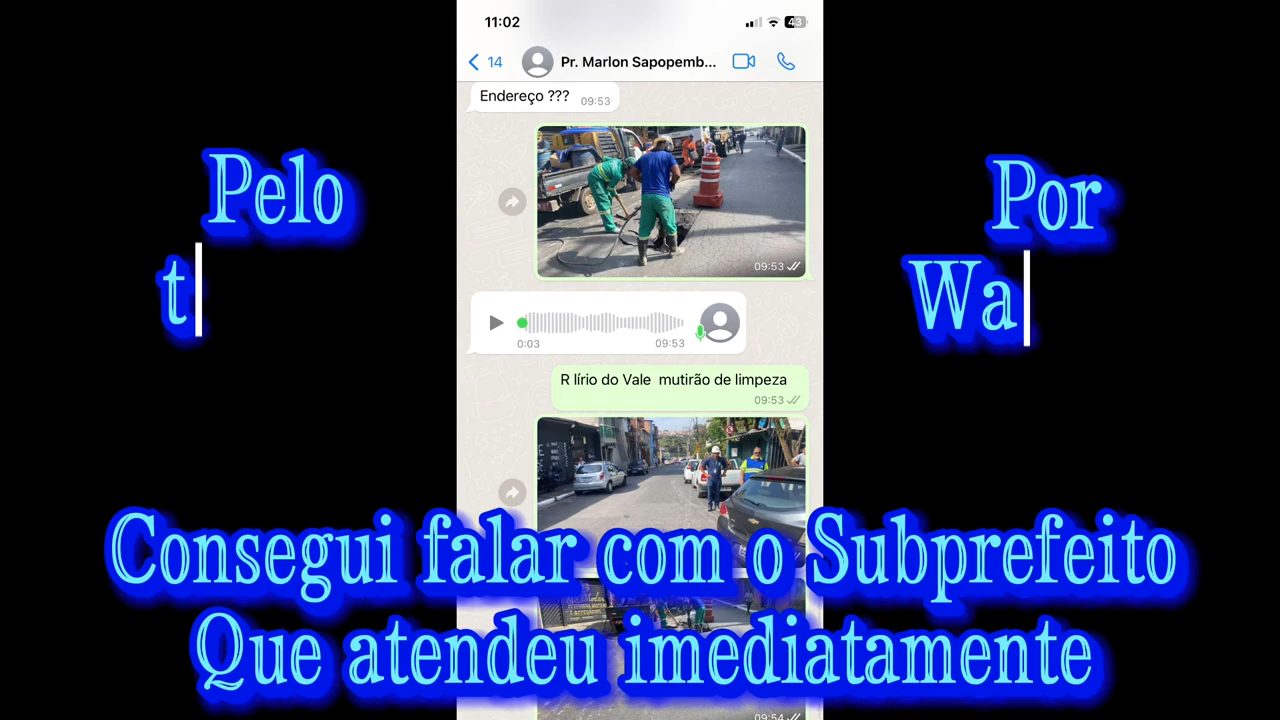 11:02
43
14
Pr. Marlon Sapopemb...
Endereço ???
09:53
09:53
0:03
09:53
R lírio do Vale mutirão de limpeza
09:53
Pelo
t
Por
Wa
Consegui falar com o Subprefeito
Que atendeu imediatamente
09:54